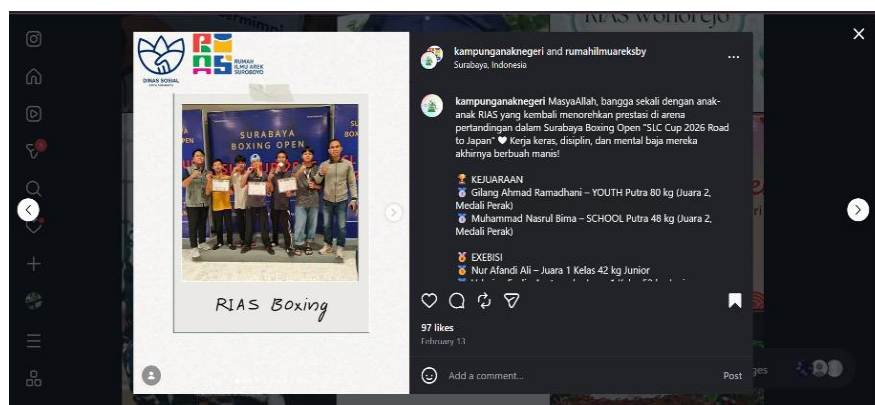 RIAS Wonorejo
DINAS SOSIAL
RUMAH
ILMU AREK
SUROBOYO
SURABAYA
BOXING OPEN
RIAS Boxing
kampunganaknegeri and rumahilmuareksby
Surabaya, Indonesia
kampunganaknegeri MasyaAllah, bangga sekali dengan anak-
anak RIAS yang kembali menorehkan prestasi di arena
pertandingan dalam Surabaya Boxing Open "SLC Cup 2026 Road
to Japan" 🤍 Kerja keras, disiplin, dan mental baja mereka
akhirnya berbuah manis!
🏆 KEJUARAAN
🥈 Gilang Ahmad Ramadhani – YOUTH Putra 80 kg (Juara 2,
Medali Perak)
🥈 Muhammad Nasrul Bima – SCHOOL Putra 48 kg (Juara 2,
Medali Perak)
🏅 EXEBISI
🥇 Nur Afandi Ali – Juara 1 Kelas 42 kg Junior
97 likes
February 13
Add a comment...
Post